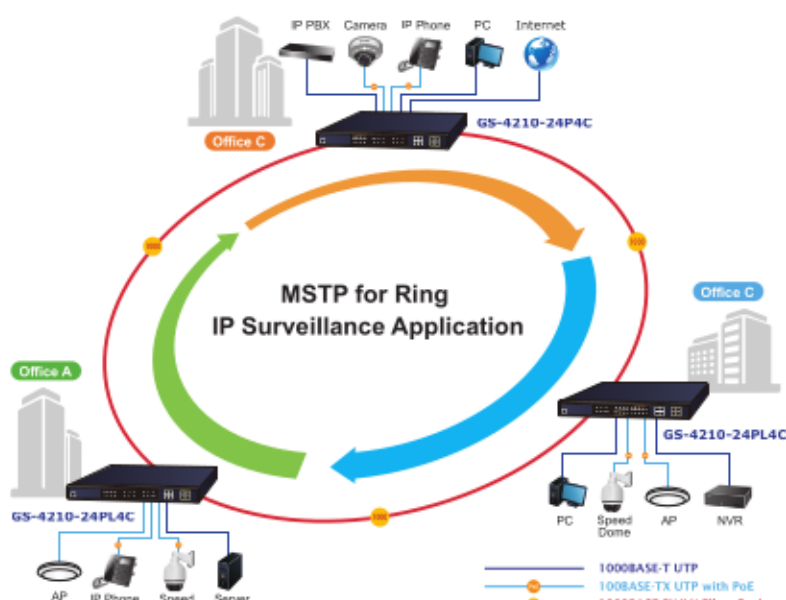 IP PBX Camera IP Phone PC Internet
GS-4210-24P4C
Office C
MSTP for Ring
IP Surveillance Application
Office C
GS-4210-24PL4C
PC Speed Dome AP NVR
Office A
GS-4210-24PL4C
AP IP Phone Speed Server
1000BASE-T UTP
100BASE-TX UTP with PoE